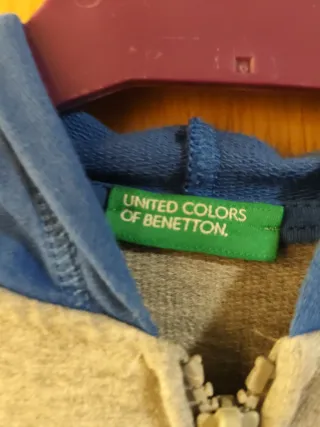 UNITED COLORS
OF BENETTON.